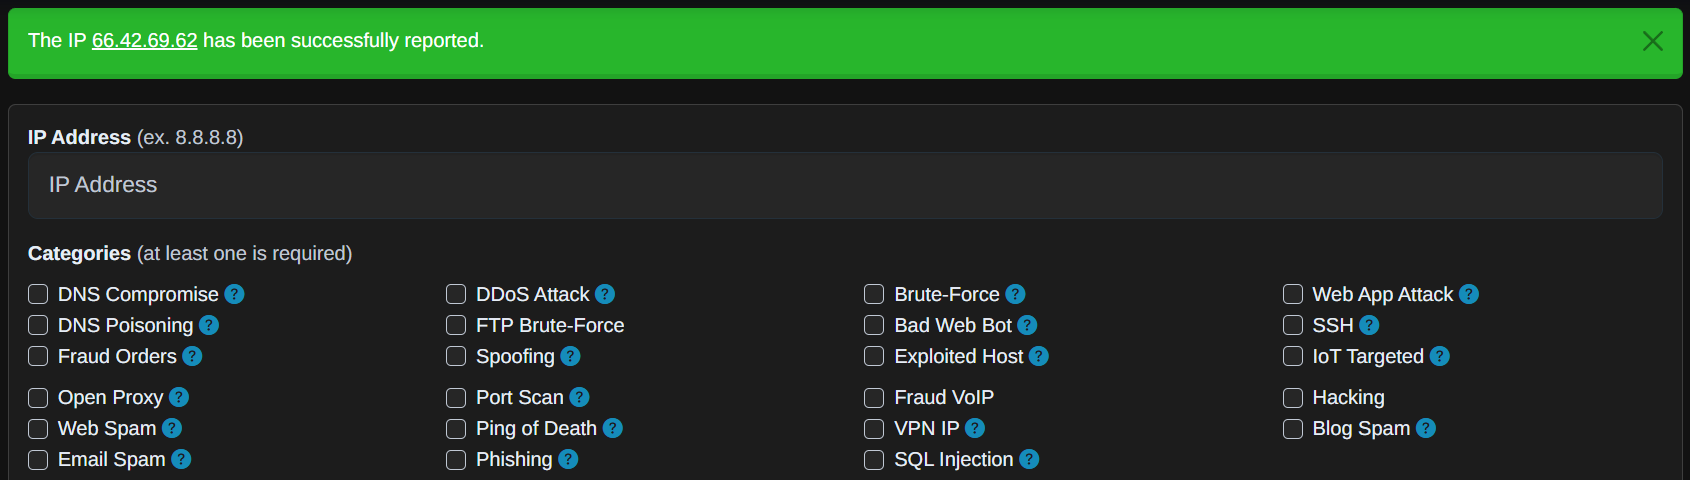 The IP 66.42.69.62 has been successfully reported.
IP Address (ex. 8.8.8.8)
IP Address
Categories (at least one is required)
DNS Compromise ? DDoS Attack ? Brute-Force ? Web App Attack ?
DNS Poisoning ? FTP Brute-Force Bad Web Bot ? SSH ?
Fraud Orders ? Spoofing ? Exploited Host ? IoT Targeted ?
Open Proxy ? Port Scan ? Fraud VoIP Hacking
Web Spam ? Ping of Death ? VPN IP ? Blog Spam ?
Email Spam ? Phishing ? SQL Injection ?